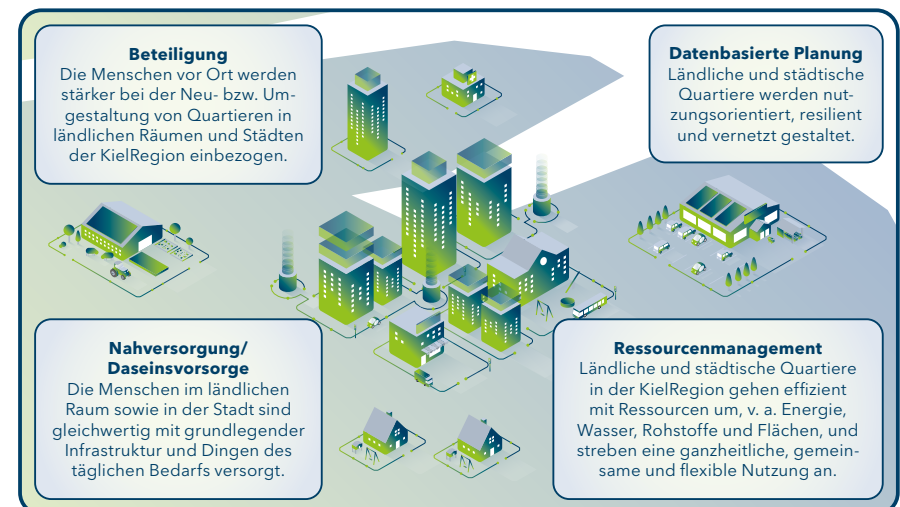 Beteiligung
Die Menschen vor Ort werden
stärker bei der Neu- bzw. Um-
gestaltung von Quartieren in
ländlichen Räumen und Städten
der KielRegion einbezogen.
Datenbasierte Planung
Ländliche und städtische
Quartiere werden nut-
zungsorientiert, resilient
und vernetzt gestaltet.
Nahversorgung/
Daseinsvorsorge
Die Menschen im ländlichen
Raum sowie in der Stadt sind
gleichwertig mit grundlegender
Infrastruktur und Dingen des
täglichen Bedarfs versorgt.
Ressourcenmanagement
Ländliche und städtische Quartiere
in der KielRegion gehen effizient
mit Ressourcen um, v. a. Energie,
Wasser, Rohstoffe und Flächen, und
streben eine ganzheitliche, gemein-
same und flexible Nutzung an.